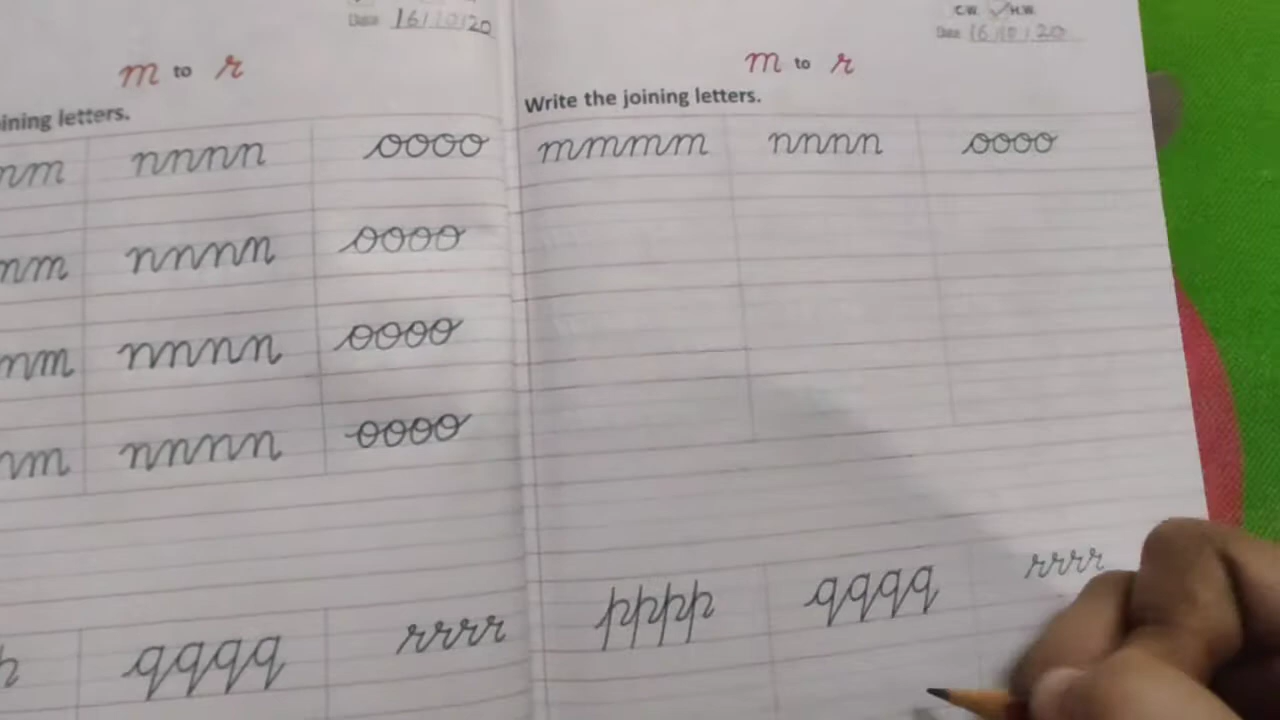 Date 16/10/20
m to r
ining letters.
nm nnnn oooo
nm nnnn oooo
nm nnnn oooo
nm nnnn oooo
qqqq rrrr
C.W. ✓H.W.
Date 16/10/20
m to r
Write the joining letters.
mmmm nnnn oooo
pppp qqqq rrrr